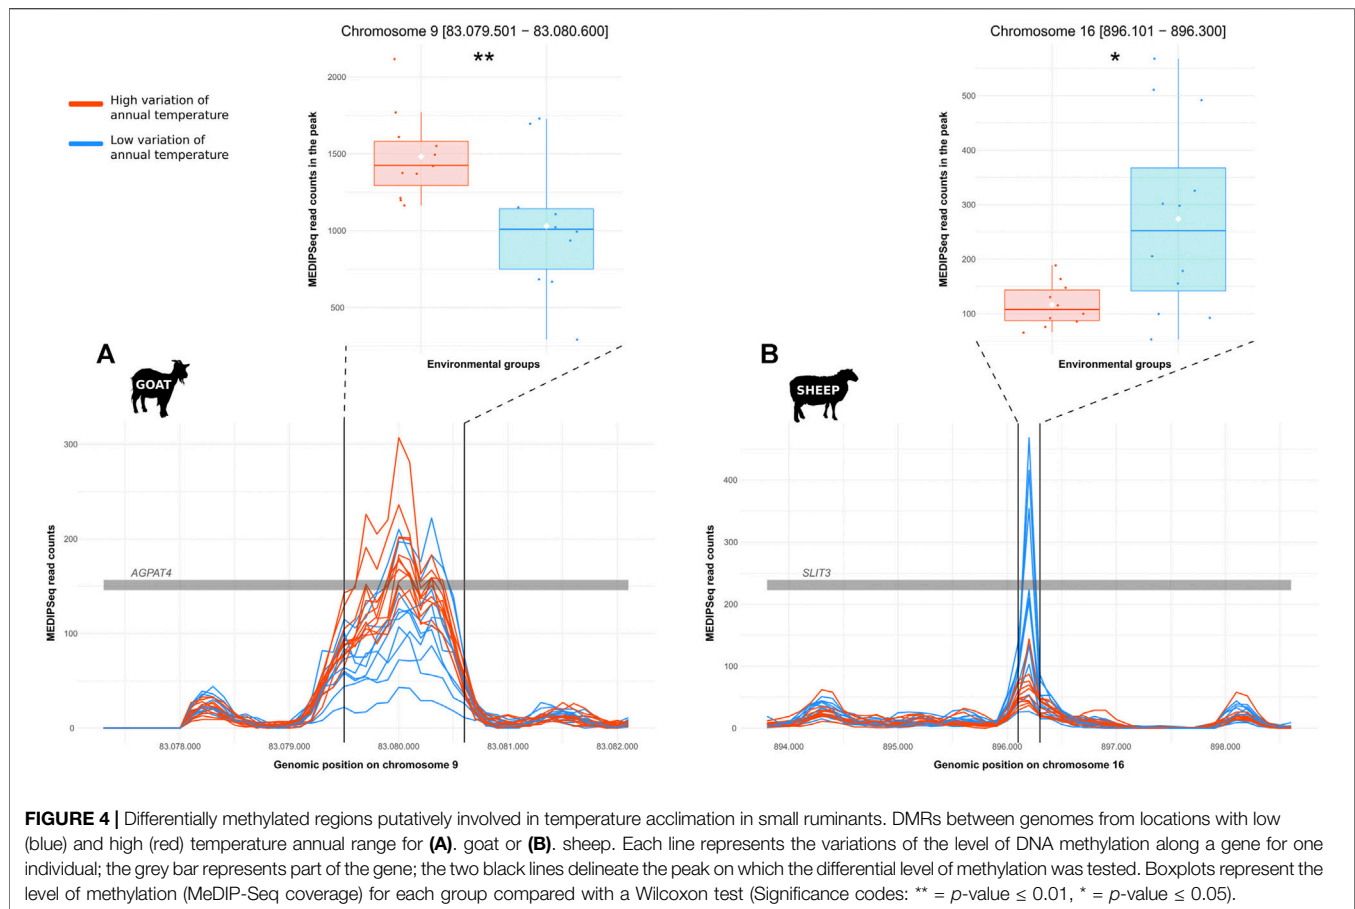 Chromosome 9 [83.079.501 − 83.080.600]
**
High variation of
annual temperature
Low variation of
annual temperature
MEDIPSeq read counts in the peak
2000
1500
1000
500
Environmental groups
A
GOAT
MEDIPSeq read counts
300
200
100
0
AGPAT4
83.078.000 83.079.000 83.080.000 83.081.000 83.082.000
Genomic position on chromosome 9
Chromosome 16 [896.101 − 896.300]
*
MEDIPSeq read counts in the peak
500
400
300
200
100
Environmental groups
B
SHEEP
MEDIPSeq read counts
400
300
200
100
0
SLIT3
894.000 895.000 896.000 897.000 898.000
Genomic position on chromosome 16
FIGURE 4 | Differentially methylated regions putatively involved in temperature acclimation in small ruminants. DMRs between genomes from locations with low
(blue) and high (red) temperature annual range for (A). goat or (B). sheep. Each line represents the variations of the level of DNA methylation along a gene for one
individual; the grey bar represents part of the gene; the two black lines delineate the peak on which the differential level of methylation was tested. Boxplots represent the
level of methylation (MeDIP-Seq coverage) for each group compared with a Wilcoxon test (Significance codes: ** = p-value ≤ 0.01, * = p-value ≤ 0.05).